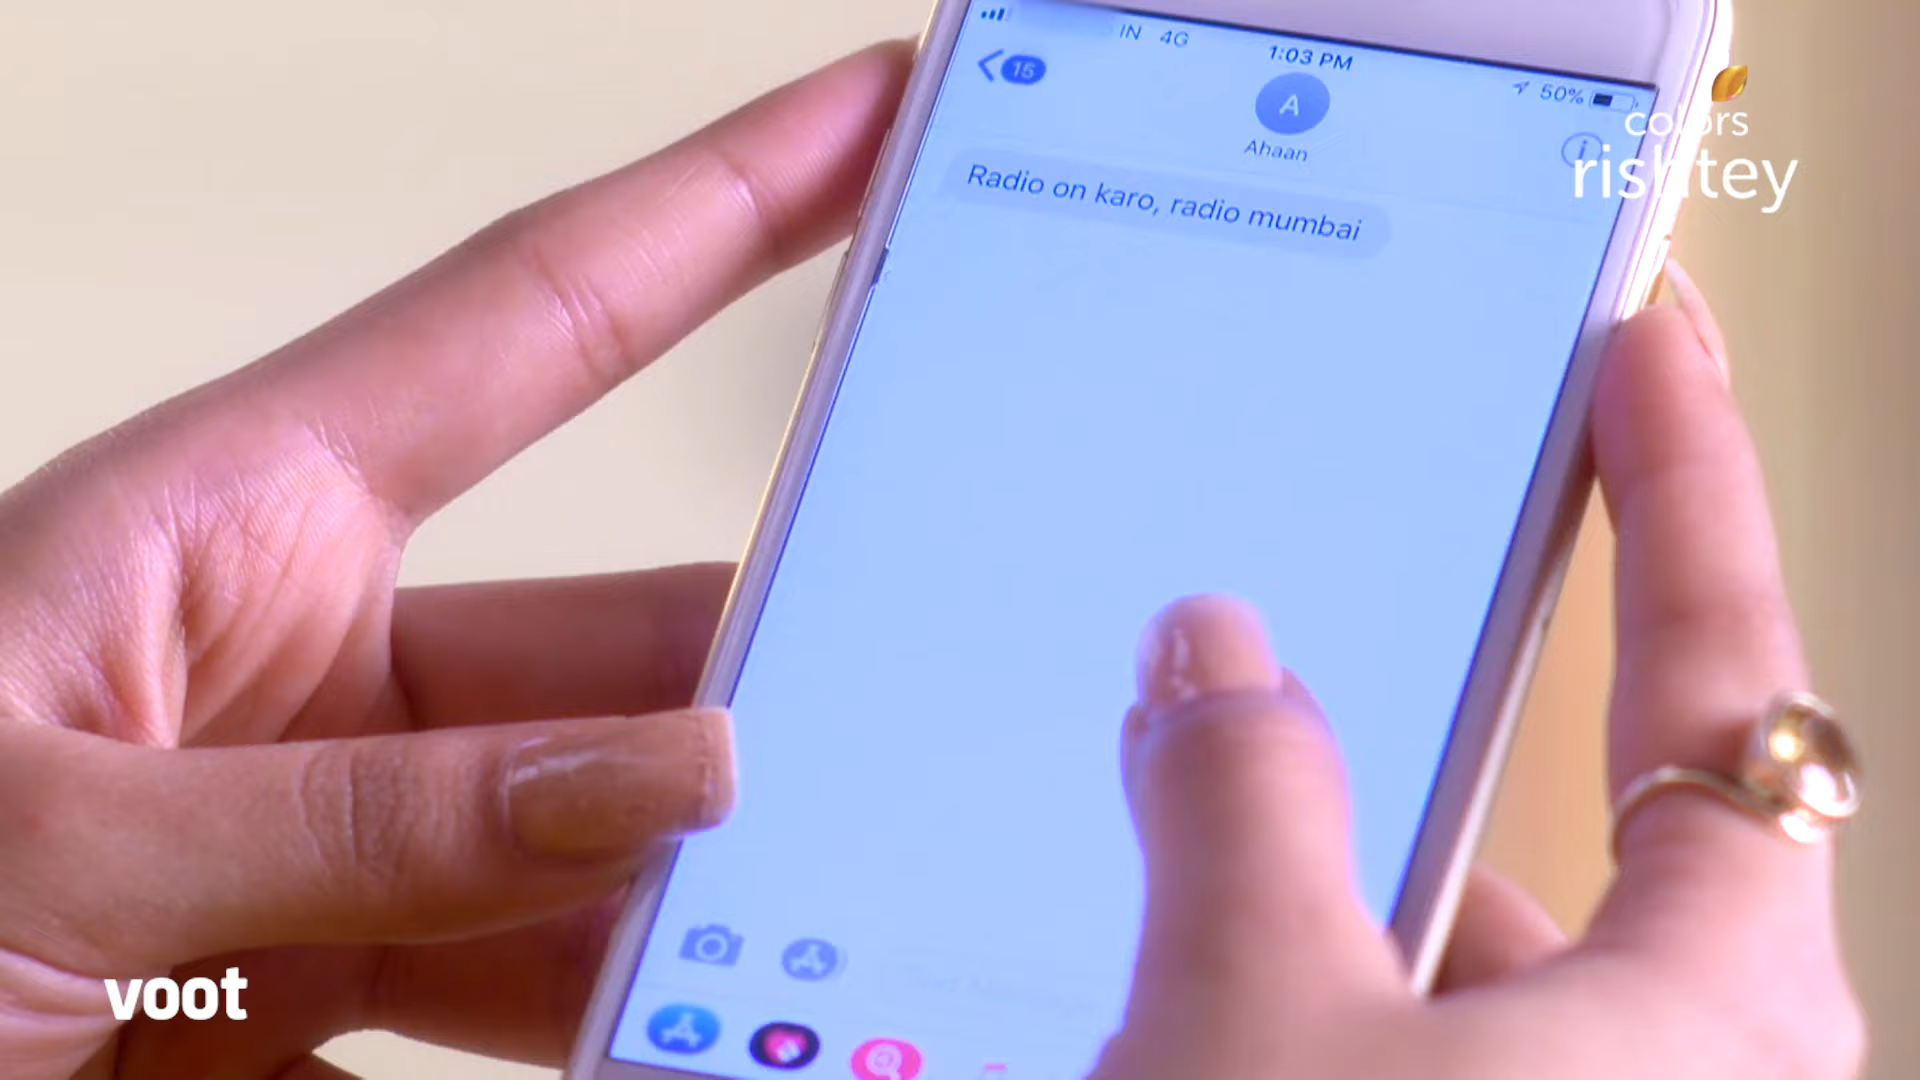 IN 4G
1:03 PM
50%
15
A
Ahaan
Radio on karo, radio mumbai
colors
rishtey
voot